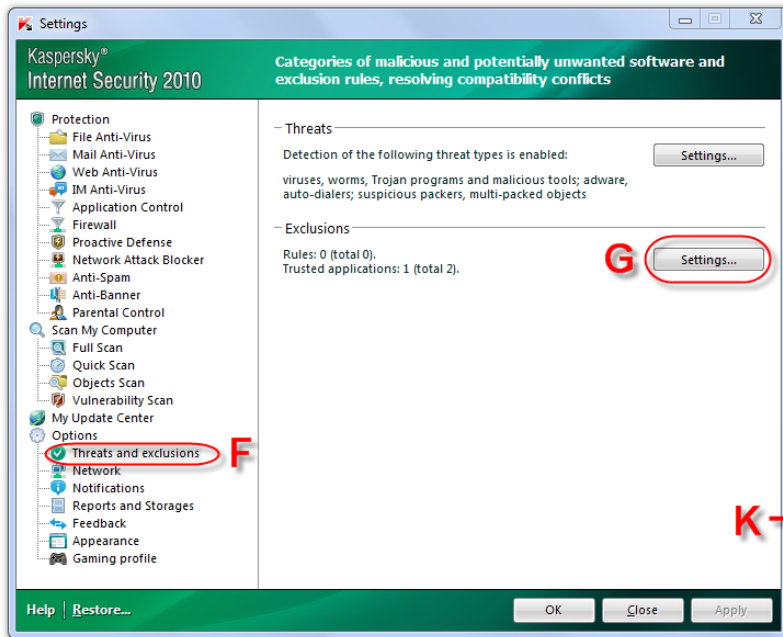 Settings
Kaspersky®
Internet Security 2010
Categories of malicious and potentially unwanted software and
exclusion rules, resolving compatibility conflicts
Protection
File Anti-Virus
Mail Anti-Virus
Web Anti-Virus
IM Anti-Virus
Application Control
Firewall
Proactive Defense
Network Attack Blocker
Anti-Spam
Anti-Banner
Parental Control
Scan My Computer
Full Scan
Quick Scan
Objects Scan
Vulnerability Scan
My Update Center
Options
Threats and exclusions
F
Network
Notifications
Reports and Storages
Feedback
Appearance
Gaming profile
Threats
Detection of the following threat types is enabled:
Settings...
viruses, worms, Trojan programs and malicious tools; adware,
auto-dialers; suspicious packers, multi-packed objects
Exclusions
Rules: 0 (total 0).
Trusted applications: 1 (total 2).
G
Settings...
K
Help | Restore...
OK
Close
Apply